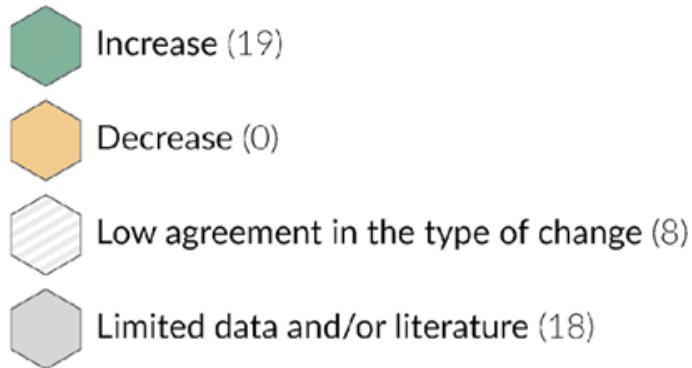 Increase (19)
Decrease (0)
Low agreement in the type of change (8)
Limited data and/or literature (18)